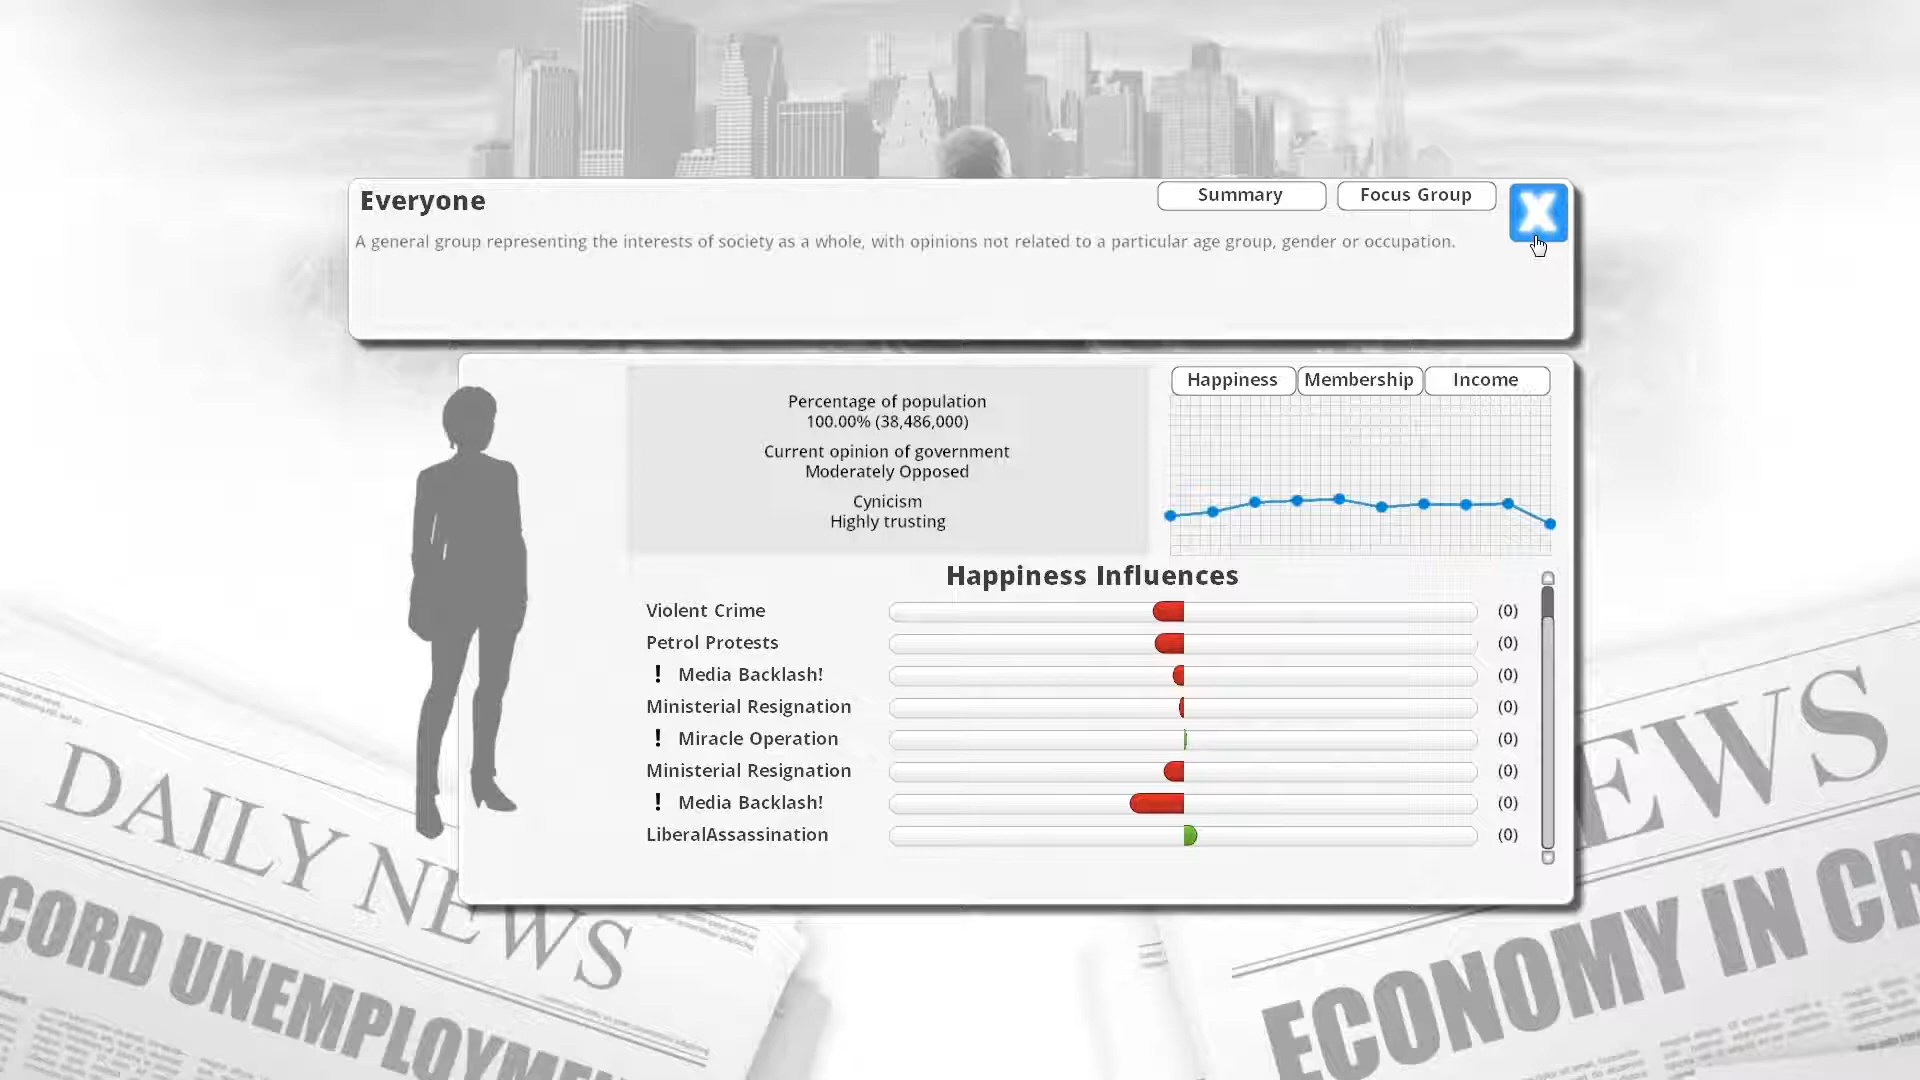 Everyone
Summary
Focus Group
X
A general group representing the interests of society as a whole, with opinions not related to a particular age group, gender or occupation.
Percentage of population
100.00% (38,486,000)
Current opinion of government
Moderately Opposed
Cynicism
Highly trusting
Happiness
Membership
Income
Happiness Influences
Violent Crime (0)
Petrol Protests (0)
! Media Backlash! (0)
Ministerial Resignation (0)
! Miracle Operation (0)
Ministerial Resignation (0)
! Media Backlash! (0)
LiberalAssassination (0)
DAILY NEWS
CORD UNEMPLOYME
EWS
ECONOMY IN CR